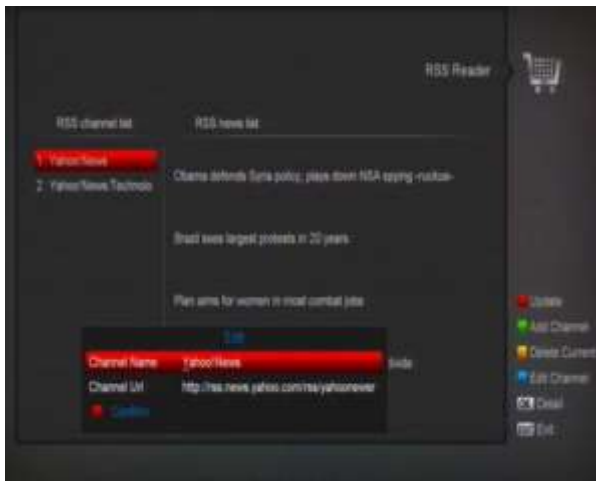 RSS Reader
RSS channel list
RSS news list
1 Yahoo!News
2 Yahoo!News:Technolo
Obama defends Syria policy, plays down NSA spying
Brazil sees largest protests in 20 years
Plan aims for women in most combat jobs
Edit
Channel Name Yahoo!News
Channel Url http://rss.news.yahoo.com/rss/yahoonewsr
Confirm
Update
Add Channel
Delete Current
Edit Channel
OK Detail
EXIT Exit